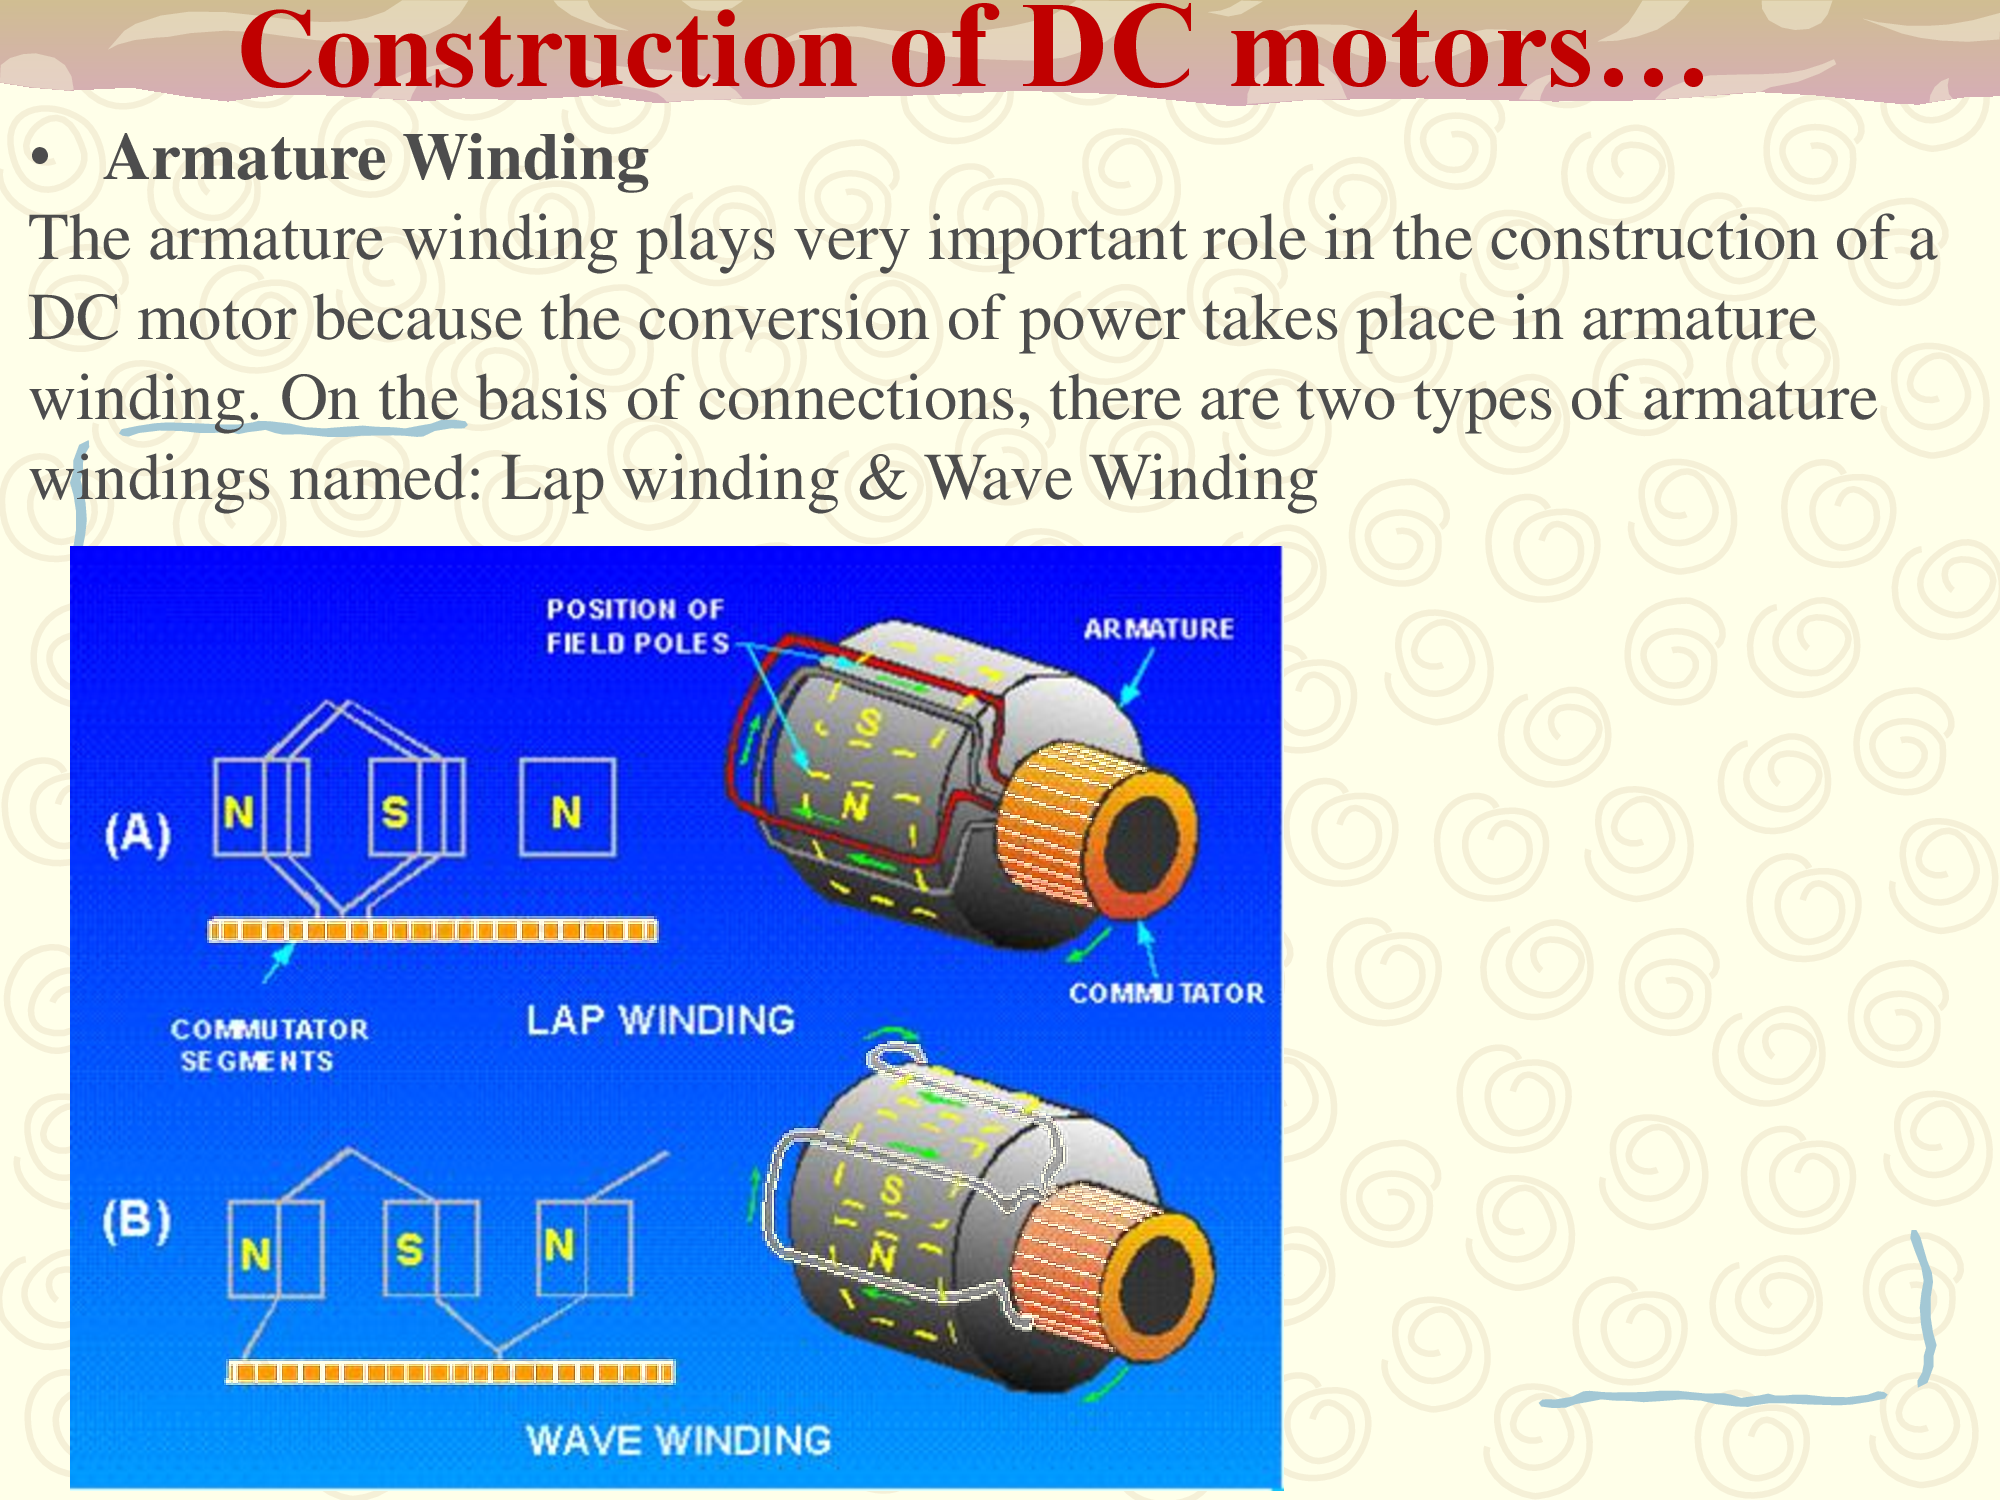 Construction of DC motors…
• Armature Winding
The armature winding plays very important role in the construction of a
DC motor because the conversion of power takes place in armature
winding. On the basis of connections, there are two types of armature
windings named: Lap winding & Wave Winding
POSITION OF
FIELD POLES
ARMATURE
S
N
(A)
N
S
N
COMMUTATOR
COMMUTATOR
SEGMENTS
LAP WINDING
(B)
N
S
N
S
N
WAVE WINDING